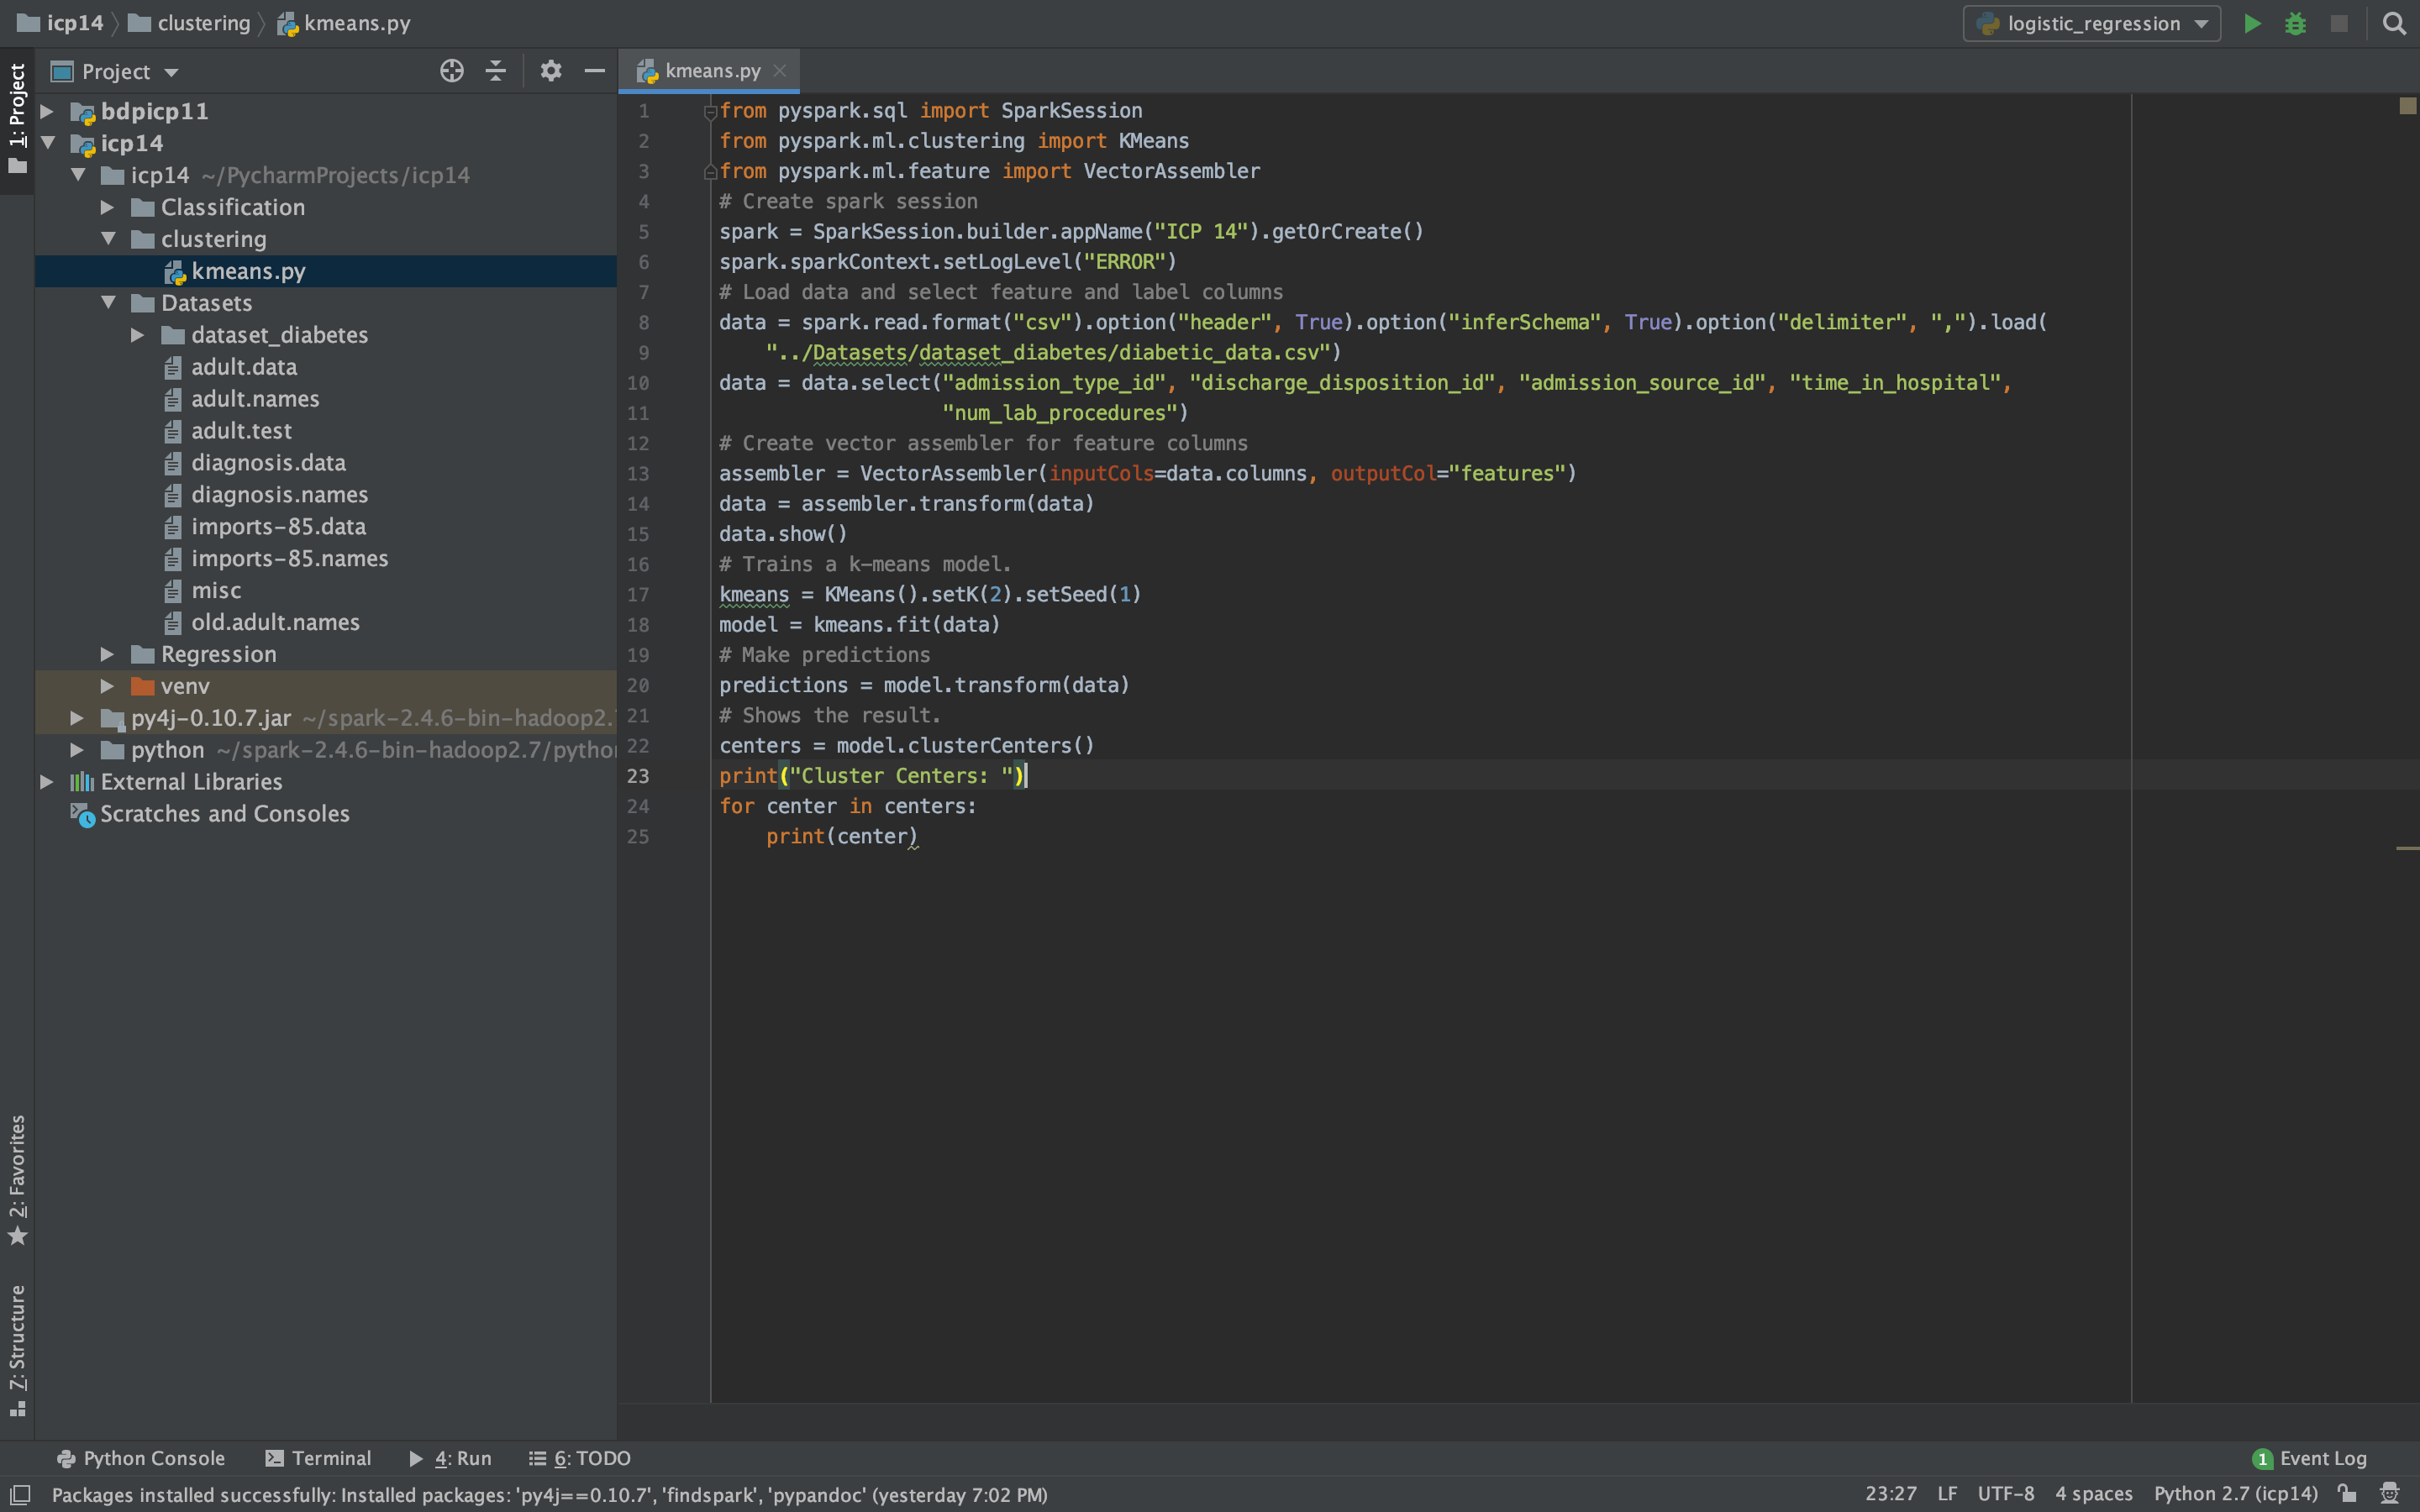 icp14 clustering kmeans.py
logistic_regression
1: Project
Project
kmeans.py
bdpicp11
icp14
icp14 ~/PycharmProjects/icp14
Classification
clustering
kmeans.py
Datasets
dataset_diabetes
adult.data
adult.names
adult.test
diagnosis.data
diagnosis.names
imports-85.data
imports-85.names
misc
old.adult.names
Regression
venv
py4j-0.10.7.jar ~/spark-2.4.6-bin-hadoop2.
python ~/spark-2.4.6-bin-hadoop2.7/pytho
External Libraries
Scratches and Consoles
1 from pyspark.sql import SparkSession
2 from pyspark.ml.clustering import KMeans
3 from pyspark.ml.feature import VectorAssembler
4 # Create spark session
5 spark = SparkSession.builder.appName("ICP 14").getOrCreate()
6 spark.sparkContext.setLogLevel("ERROR")
7 # Load data and select feature and label columns
8 data = spark.read.format("csv").option("header", True).option("inferSchema", True).option("delimiter", ",").load(
9 "../Datasets/dataset_diabetes/diabetic_data.csv")
10 data = data.select("admission_type_id", "discharge_disposition_id", "admission_source_id", "time_in_hospital",
11 "num_lab_procedures")
12 # Create vector assembler for feature columns
13 assembler = VectorAssembler(inputCols=data.columns, outputCol="features")
14 data = assembler.transform(data)
15 data.show()
16 # Trains a k-means model.
17 kmeans = KMeans().setK(2).setSeed(1)
18 model = kmeans.fit(data)
19 # Make predictions
20 predictions = model.transform(data)
21 # Shows the result.
22 centers = model.clusterCenters()
23 print("Cluster Centers: ")
24 for center in centers:
25 print(center)
2: Favorites
7: Structure
Python Console Terminal 4: Run 6: TODO
1 Event Log
Packages installed successfully: Installed packages: 'py4j==0.10.7', 'findspark', 'pypandoc' (yesterday 7:02 PM)
23:27 LF UTF-8 4 spaces Python 2.7 (icp14)